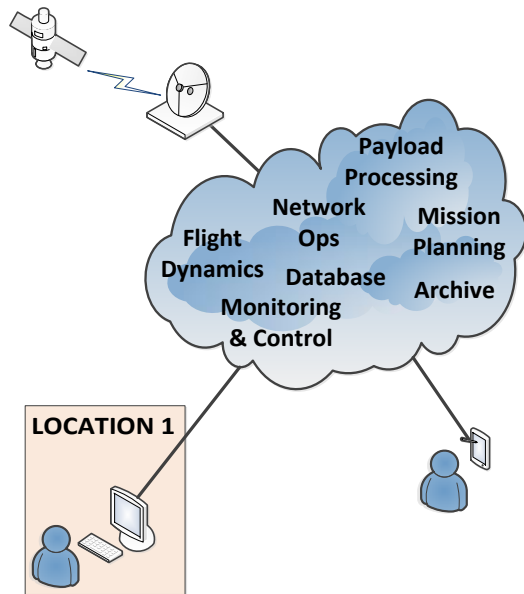 Payload
Processing
Network
Ops
Mission
Planning
Flight
Dynamics
Database
Archive
Monitoring
& Control
LOCATION 1